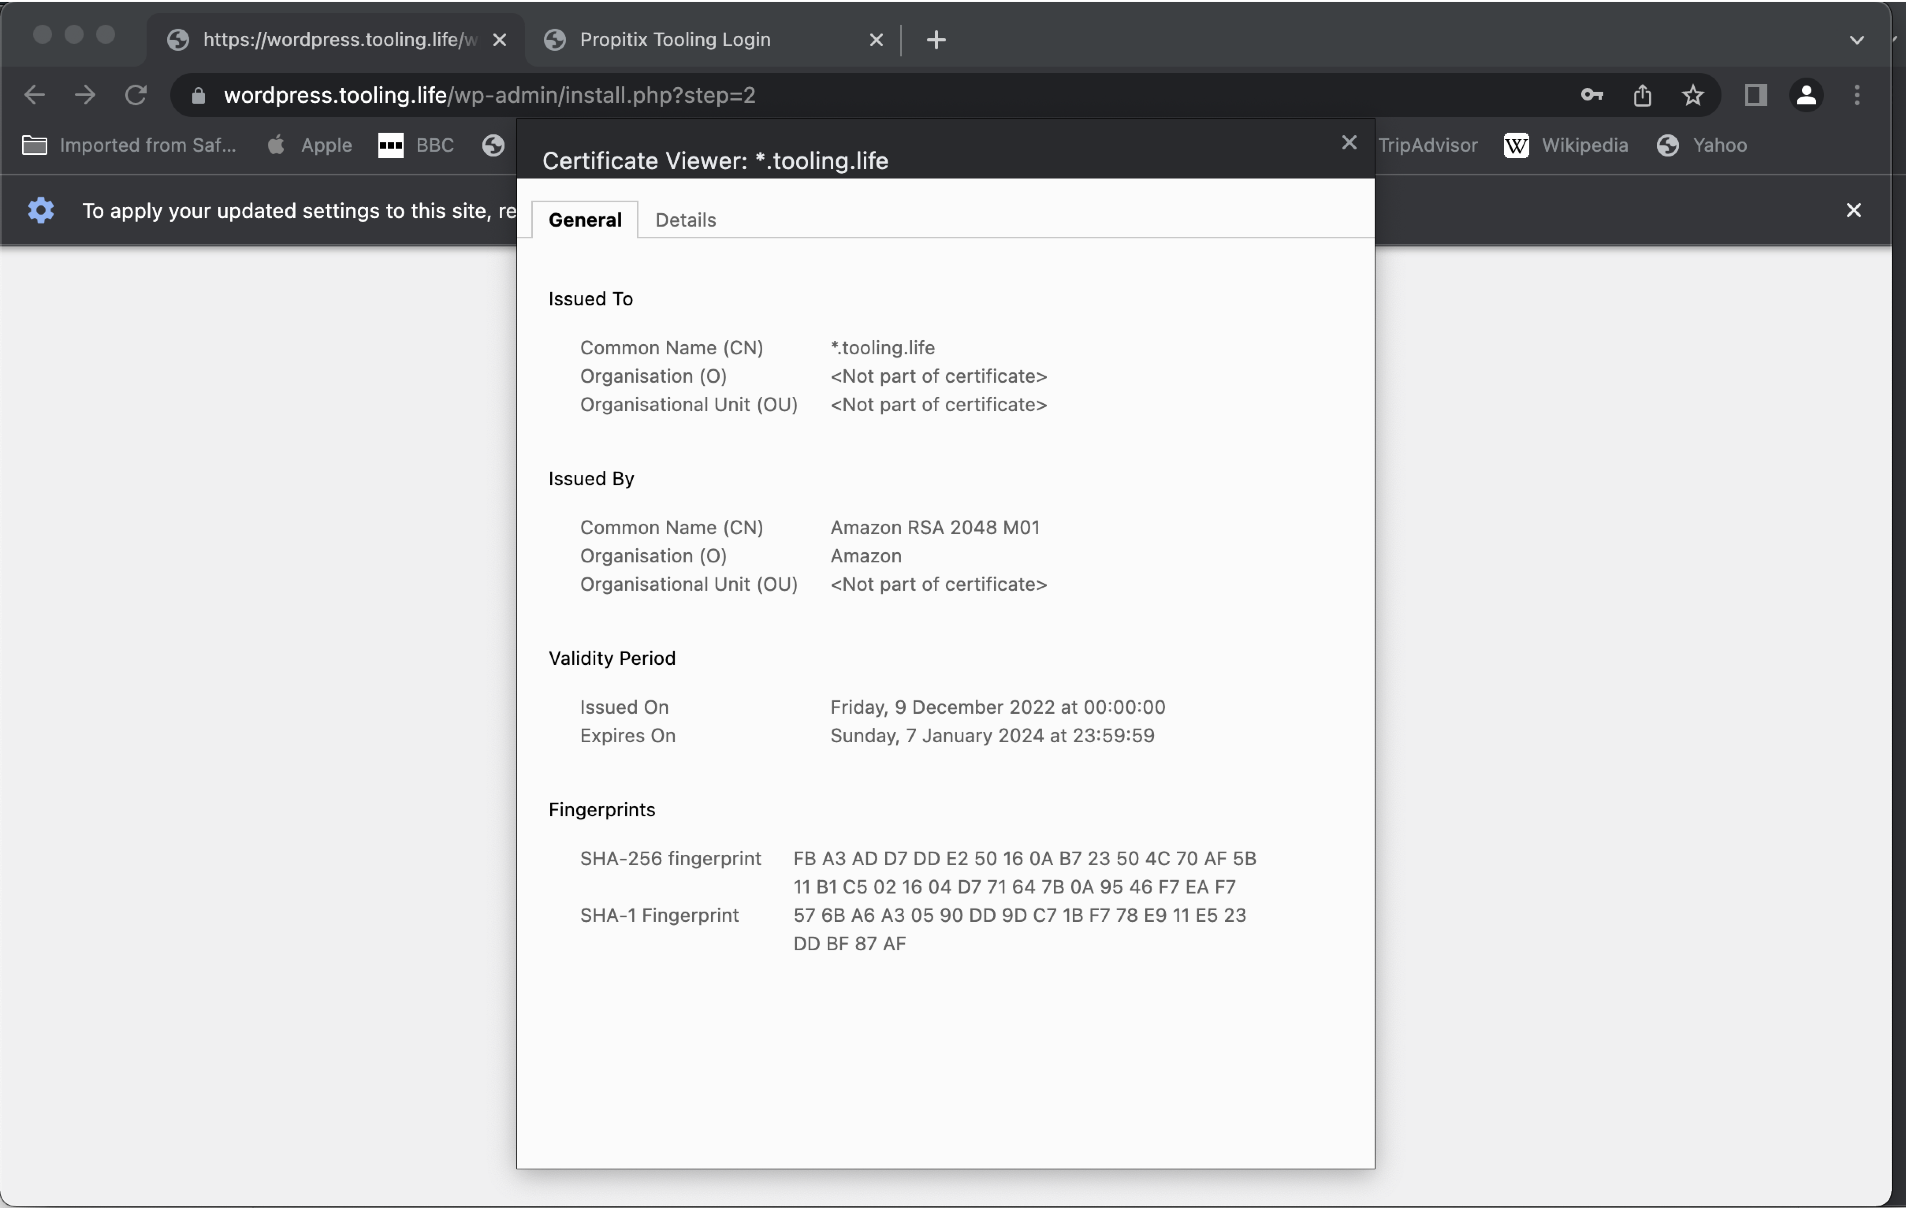 https://wordpress.tooling.life/w
Propitix Tooling Login
wordpress.tooling.life/wp-admin/install.php?step=2
Imported from Saf...
Apple
BBC
TripAdvisor
W Wikipedia
Yahoo
Certificate Viewer: *.tooling.life
To apply your updated settings to this site, re
General
Details
Issued To
Common Name (CN) *.tooling.life
Organisation (O) <Not part of certificate>
Organisational Unit (OU) <Not part of certificate>
Issued By
Common Name (CN) Amazon RSA 2048 M01
Organisation (O) Amazon
Organisational Unit (OU) <Not part of certificate>
Validity Period
Issued On Friday, 9 December 2022 at 00:00:00
Expires On Sunday, 7 January 2024 at 23:59:59
Fingerprints
SHA-256 fingerprint FB A3 AD D7 DD E2 50 16 0A B7 23 50 4C 70 AF 5B
11 B1 C5 02 16 04 D7 71 64 7B 0A 95 46 F7 EA F7
SHA-1 Fingerprint 57 6B A6 A3 05 90 DD 9D C7 1B F7 78 E9 11 E5 23
DD BF 87 AF